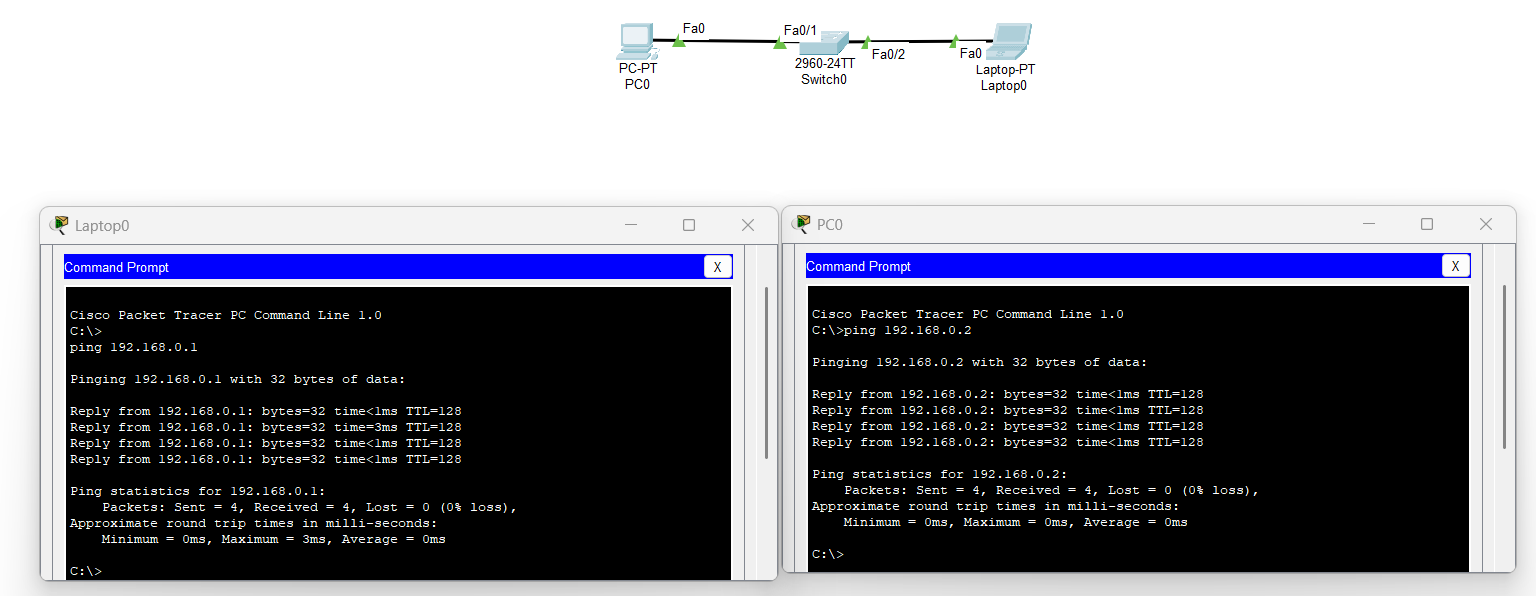 Fa0
Fa0/1
Fa0/2
Fa0
PC-PT
PC0
2960-24TT
Switch0
Laptop-PT
Laptop0
Laptop0
Command Prompt
X
Cisco Packet Tracer PC Command Line 1.0
C:\>
ping 192.168.0.1
Pinging 192.168.0.1 with 32 bytes of data:
Reply from 192.168.0.1: bytes=32 time<1ms TTL=128
Reply from 192.168.0.1: bytes=32 time=3ms TTL=128
Reply from 192.168.0.1: bytes=32 time<1ms TTL=128
Reply from 192.168.0.1: bytes=32 time<1ms TTL=128
Ping statistics for 192.168.0.1:
Packets: Sent = 4, Received = 4, Lost = 0 (0% loss),
Approximate round trip times in milli-seconds:
Minimum = 0ms, Maximum = 3ms, Average = 0ms
C:\>
PC0
Command Prompt
X
Cisco Packet Tracer PC Command Line 1.0
C:\>ping 192.168.0.2
Pinging 192.168.0.2 with 32 bytes of data:
Reply from 192.168.0.2: bytes=32 time<1ms TTL=128
Reply from 192.168.0.2: bytes=32 time<1ms TTL=128
Reply from 192.168.0.2: bytes=32 time<1ms TTL=128
Reply from 192.168.0.2: bytes=32 time<1ms TTL=128
Ping statistics for 192.168.0.2:
Packets: Sent = 4, Received = 4, Lost = 0 (0% loss),
Approximate round trip times in milli-seconds:
Minimum = 0ms, Maximum = 0ms, Average = 0ms
C:\>